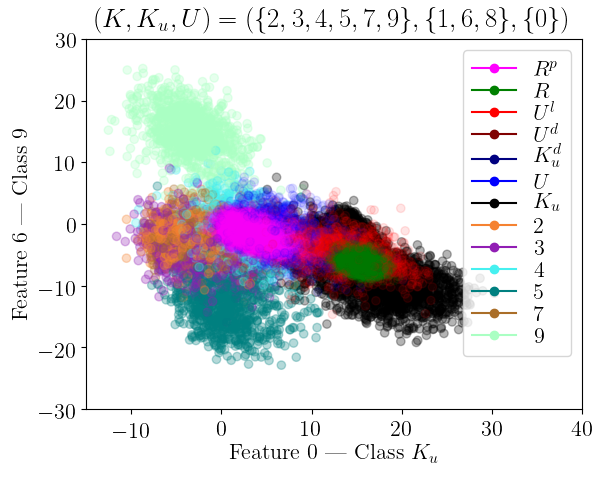 (K, K_u, U) = ({2, 3, 4, 5, 7, 9}, {1, 6, 8}, {0})
30
20
10
0
−10
−20
−30
Feature 6 — Class 9
R^p
R
U^l
U^d
K_u^d
U
K_u
2
3
4
5
7
9
−10
0
10
20
30
40
Feature 0 — Class K_u